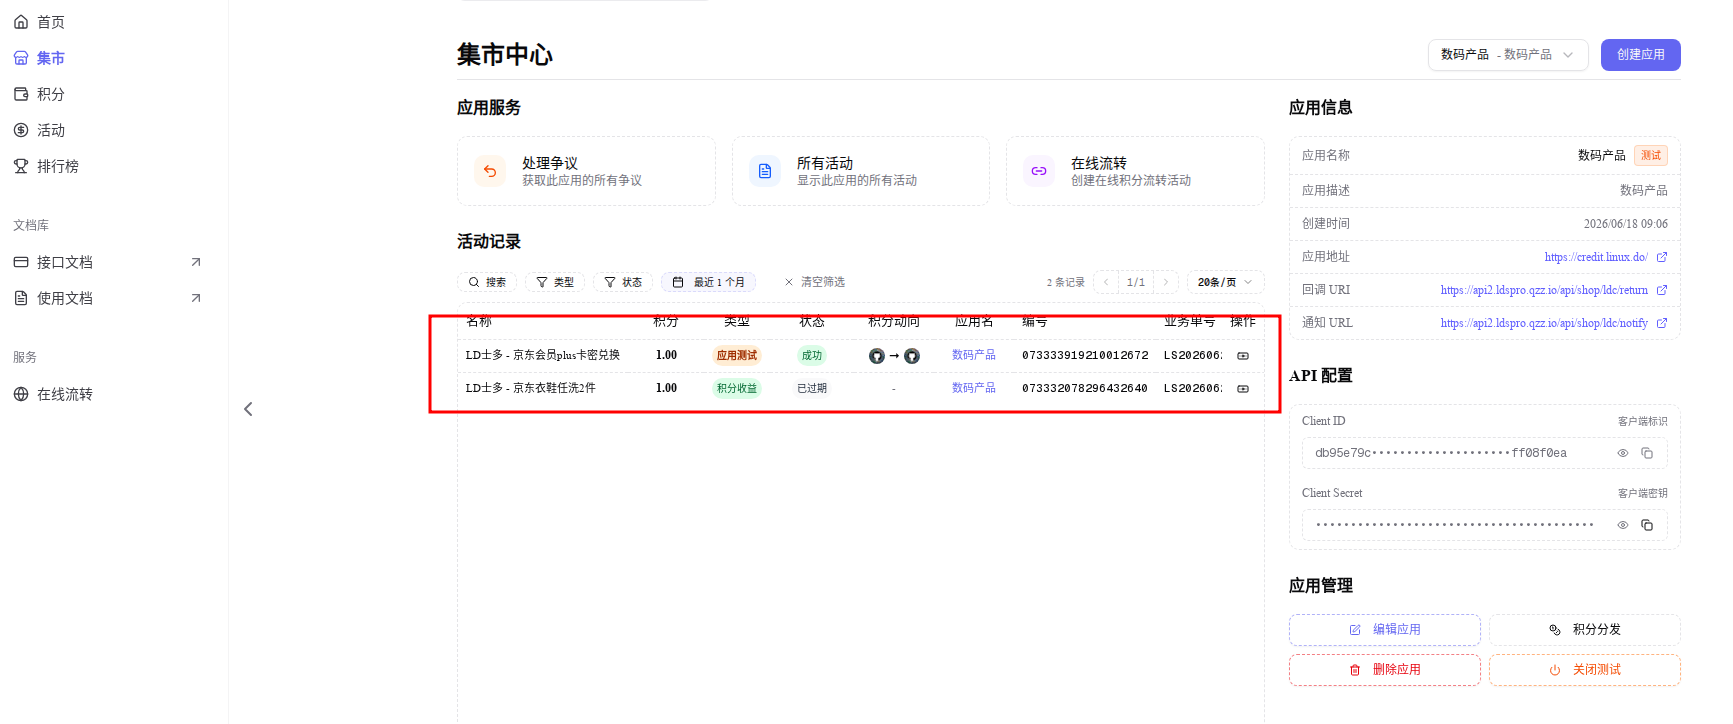 首页
集市
积分
活动
排行榜
文档库
接口文档
使用文档
服务
在线流转
集市中心
数码产品 - 数码产品
创建应用
应用服务
处理争议
获取此应用的所有争议
所有活动
显示此应用的所有活动
在线流转
创建在线积分流转活动
活动记录
搜索 类型 状态 最近 1 个月 清空筛选 2 条记录 1/1 20条/页
名称 积分 类型 状态 积分动向 应用名 编号 业务单号 操作
LD士多 - 京东会员plus卡密兑换 1.00 应用测试 成功 → 数码产品 073333919210012672 LS202606
LD士多 - 京东衣鞋任洗2件 1.00 积分收益 已过期 - 数码产品 073332078296432640 LS202606
应用信息
应用名称 数码产品 测试
应用描述 数码产品
创建时间 2026/06/18 09:06
应用地址 https://credit.linux.do/
回调 URI https://api2.ldspro.qzz.io/api/shop/ldc/return
通知 URL https://api2.ldspro.qzz.io/api/shop/ldc/notify
API 配置
Client ID 客户端标识
db95e79c••••••••••••••••••••ff08f0ea
Client Secret 客户端密钥
••••••••••••••••••••••••••••••••••••••••
应用管理
编辑应用 积分分发
删除应用 关闭测试